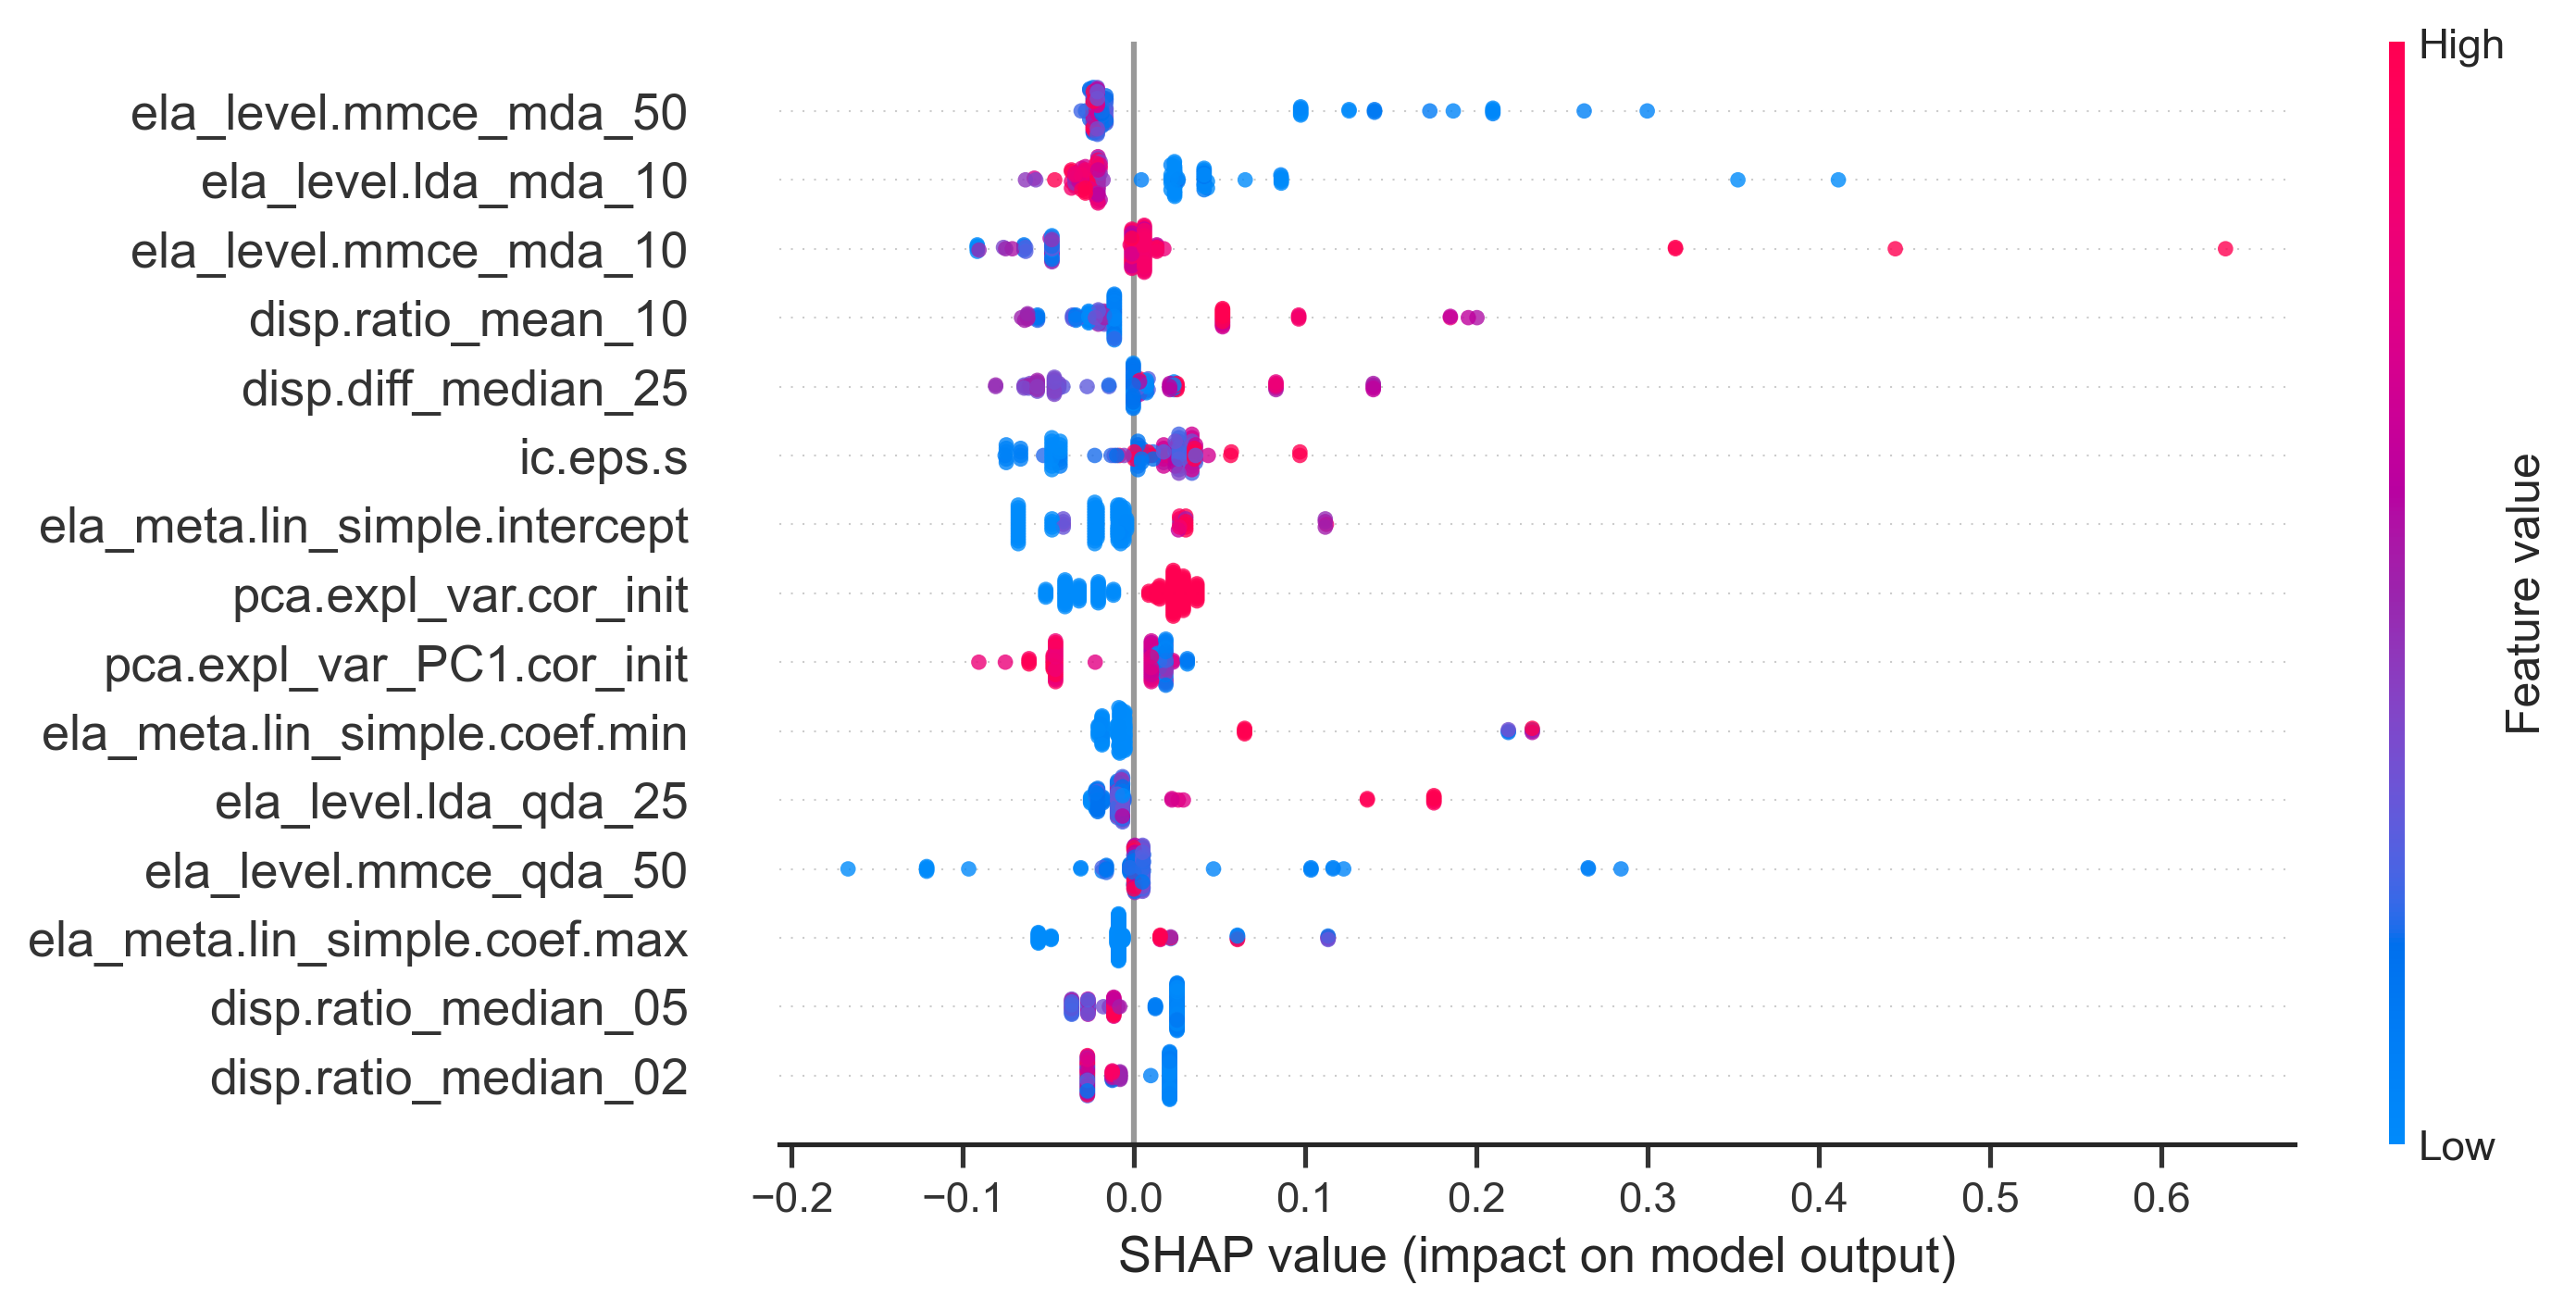 High
ela_level.mmce_mda_50
ela_level.lda_mda_10
ela_level.mmce_mda_10
disp.ratio_mean_10
disp.diff_median_25
ic.eps.s
ela_meta.lin_simple.intercept
pca.expl_var.cor_init
pca.expl_var_PC1.cor_init
ela_meta.lin_simple.coef.min
ela_level.lda_qda_25
ela_level.mmce_qda_50
ela_meta.lin_simple.coef.max
disp.ratio_median_05
disp.ratio_median_02
Feature value
Low
−0.2 −0.1 0.0 0.1 0.2 0.3 0.4 0.5 0.6
SHAP value (impact on model output)